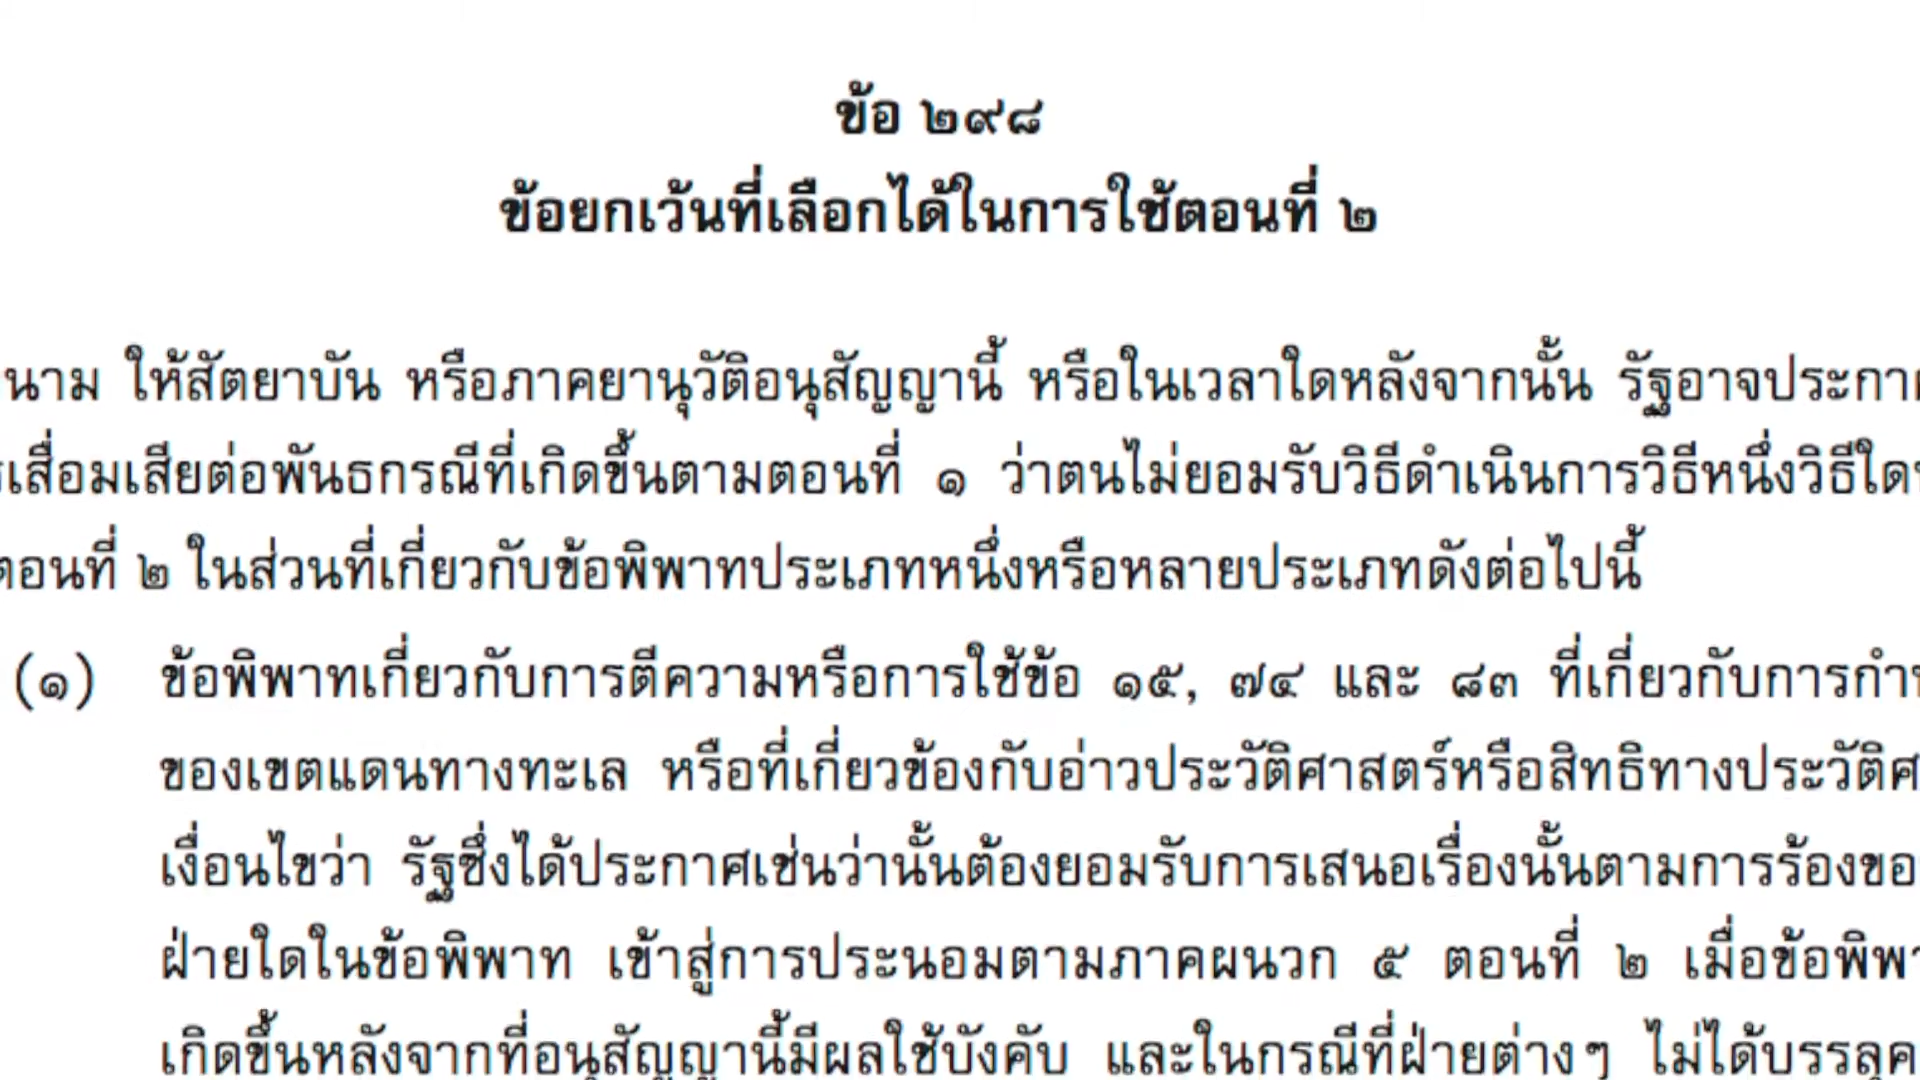 ข้อ ๒๙๘
ข้อยกเว้นที่เลือกได้ในการใช้ตอนที่ ๒
นาม ให้สัตยาบัน หรือภาคยานุวัติอนุสัญญานี้ หรือในเวลาใดหลังจากนั้น รัฐอาจประกา
เสื่อมเสียต่อพันธกรณีที่เกิดขึ้นตามตอนที่ ๑ ว่าตนไม่ยอมรับวิธีดำเนินการวิธีหนึ่งวิธีใด
ตอนที่ ๒ ในส่วนที่เกี่ยวกับข้อพิพาทประเภทหนึ่งหรือหลายประเภทดังต่อไปนี้
(๑) ข้อพิพาทเกี่ยวกับการตีความหรือการใช้ข้อ ๑๕, ๗๔ และ ๘๓ ที่เกี่ยวกับการกำ
ของเขตแดนทางทะเล หรือที่เกี่ยวข้องกับอ่าวประวัติศาสตร์หรือสิทธิทางประวัติศ
เงื่อนไขว่า รัฐซึ่งได้ประกาศเช่นว่านั้นต้องยอมรับการเสนอเรื่องนั้นตามการร้องขอ
ฝ่ายใดในข้อพิพาท เข้าสู่การประนอมตามภาคผนวก ๕ ตอนที่ ๒ เมื่อข้อพิพ
เกิดขึ้นหลังจากที่อนุสัญญานี้มีผลใช้บังคับ และในกรณีที่ฝ่ายต่างๆ ไม่ได้บรรลุค